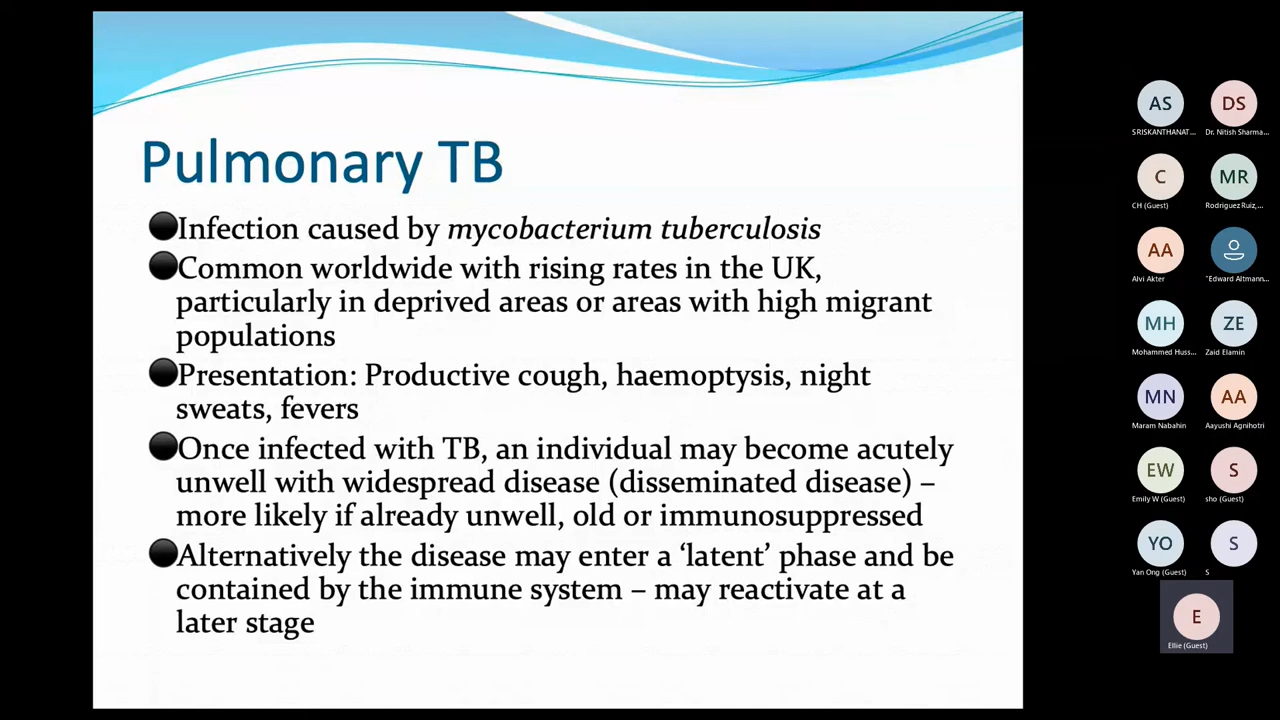 Pulmonary TB
Infection caused by mycobacterium tuberculosis
Common worldwide with rising rates in the UK,
particularly in deprived areas or areas with high migrant
populations
Presentation: Productive cough, haemoptysis, night
sweats, fevers
Once infected with TB, an individual may become acutely
unwell with widespread disease (disseminated disease) –
more likely if already unwell, old or immunosuppressed
Alternatively the disease may enter a ‘latent’ phase and be
contained by the immune system – may reactivate at a
later stage
AS
DS
SRISKANTHANAT...
Dr. Nitish Sharma...
C
MR
CH (Guest)
Rodriguez Ruiz,...
AA
Alvi Akter
"Edward Altmann...
MH
ZE
Mohammed Huss...
Zaid Elamin
MN
AA
Maram Nabahin
Aayushi Agnihotri
EW
S
Emily W (Guest)
sho (Guest)
YO
S
Yan Ong (Guest)
S
E
Ellie (Guest)